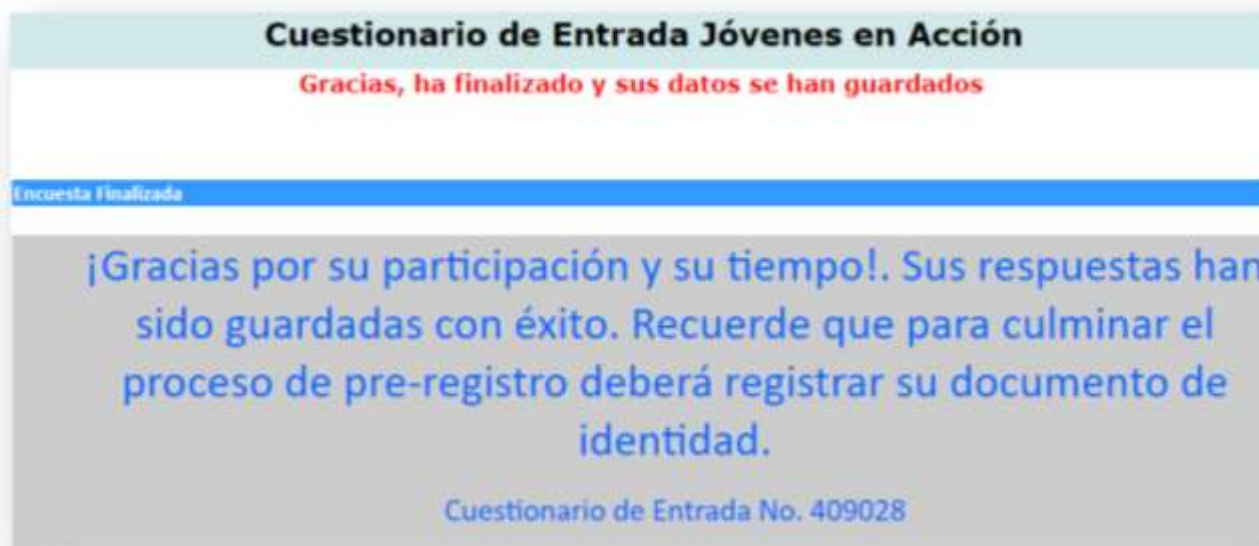 Cuestionario de Entrada Jóvenes en Acción
Gracias, ha finalizado y sus datos se han guardados
Encuesta Finalizada
¡Gracias por su participación y su tiempo!. Sus respuestas han
sido guardadas con éxito. Recuerde que para culminar el
proceso de pre-registro deberá registrar su documento de
identidad.
Cuestionario de Entrada No. 409028